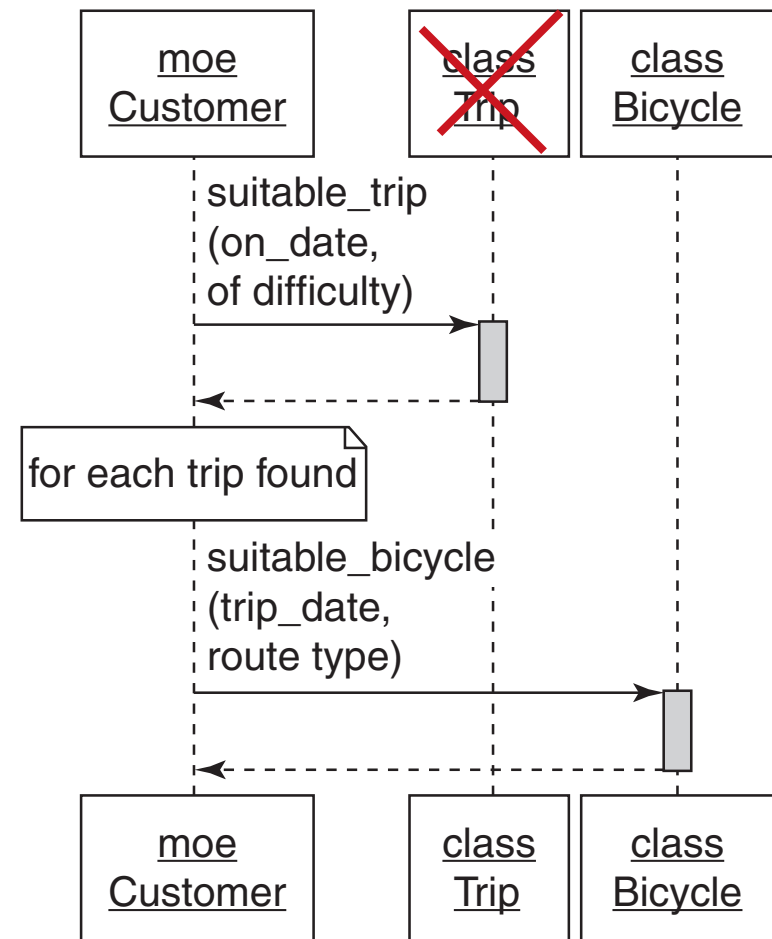 moe
Customer
class
Trip
class
Bicycle
suitable_trip
(on_date,
of difficulty)
for each trip found
suitable_bicycle
(trip_date,
route type)
moe
Customer
class
Trip
class
Bicycle